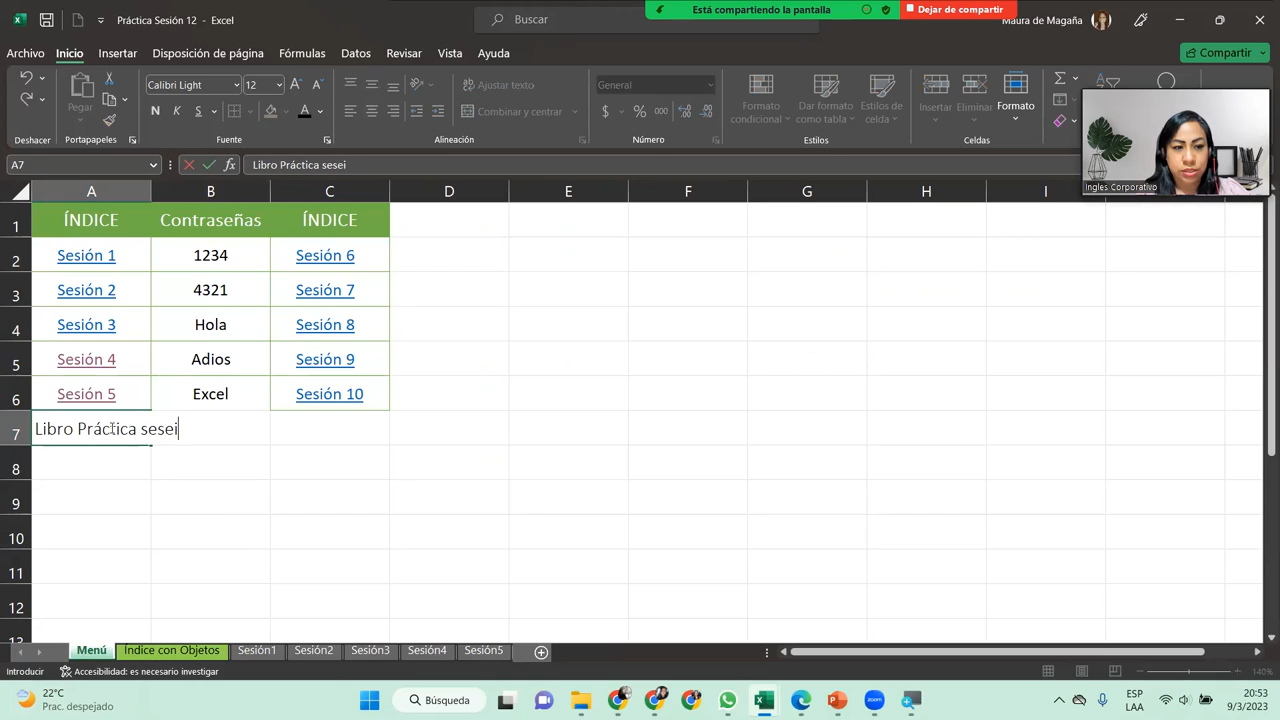 Práctica Sesión 12 - Excel
Buscar
Está compartiendo la pantalla
Dejar de compartir
Maura de Magaña
Archivo Inicio Insertar Disposición de página Fórmulas Datos Revisar Vista Ayuda
Compartir
Calibri Light 12
Ajustar texto
General
Pegar
N K S
Combinar y centrar
$ % 000
Formato condicional
Dar formato como tabla
Estilos de celda
Insertar
Eliminar
Formato
Deshacer Portapapeles Fuente Alineación Número Estilos Celdas
Ingles Corporativo
A7 Libro Práctica sesei
A B C D E F G H I
1 ÍNDICE Contraseñas ÍNDICE
2 Sesión 1 1234 Sesión 6
3 Sesión 2 4321 Sesión 7
4 Sesión 3 Hola Sesión 8
5 Sesión 4 Adios Sesión 9
6 Sesión 5 Excel Sesión 10
7 Libro Práctica sesei
8
9
10
11
12
13
Menú Índice con Objetos Sesión1 Sesión2 Sesión3 Sesión4 Sesión5
Introducir Accesibilidad: es necesario investigar 140%
22°C
Prac. despejado
Búsqueda
ESP
LAA
20:53
9/3/2023